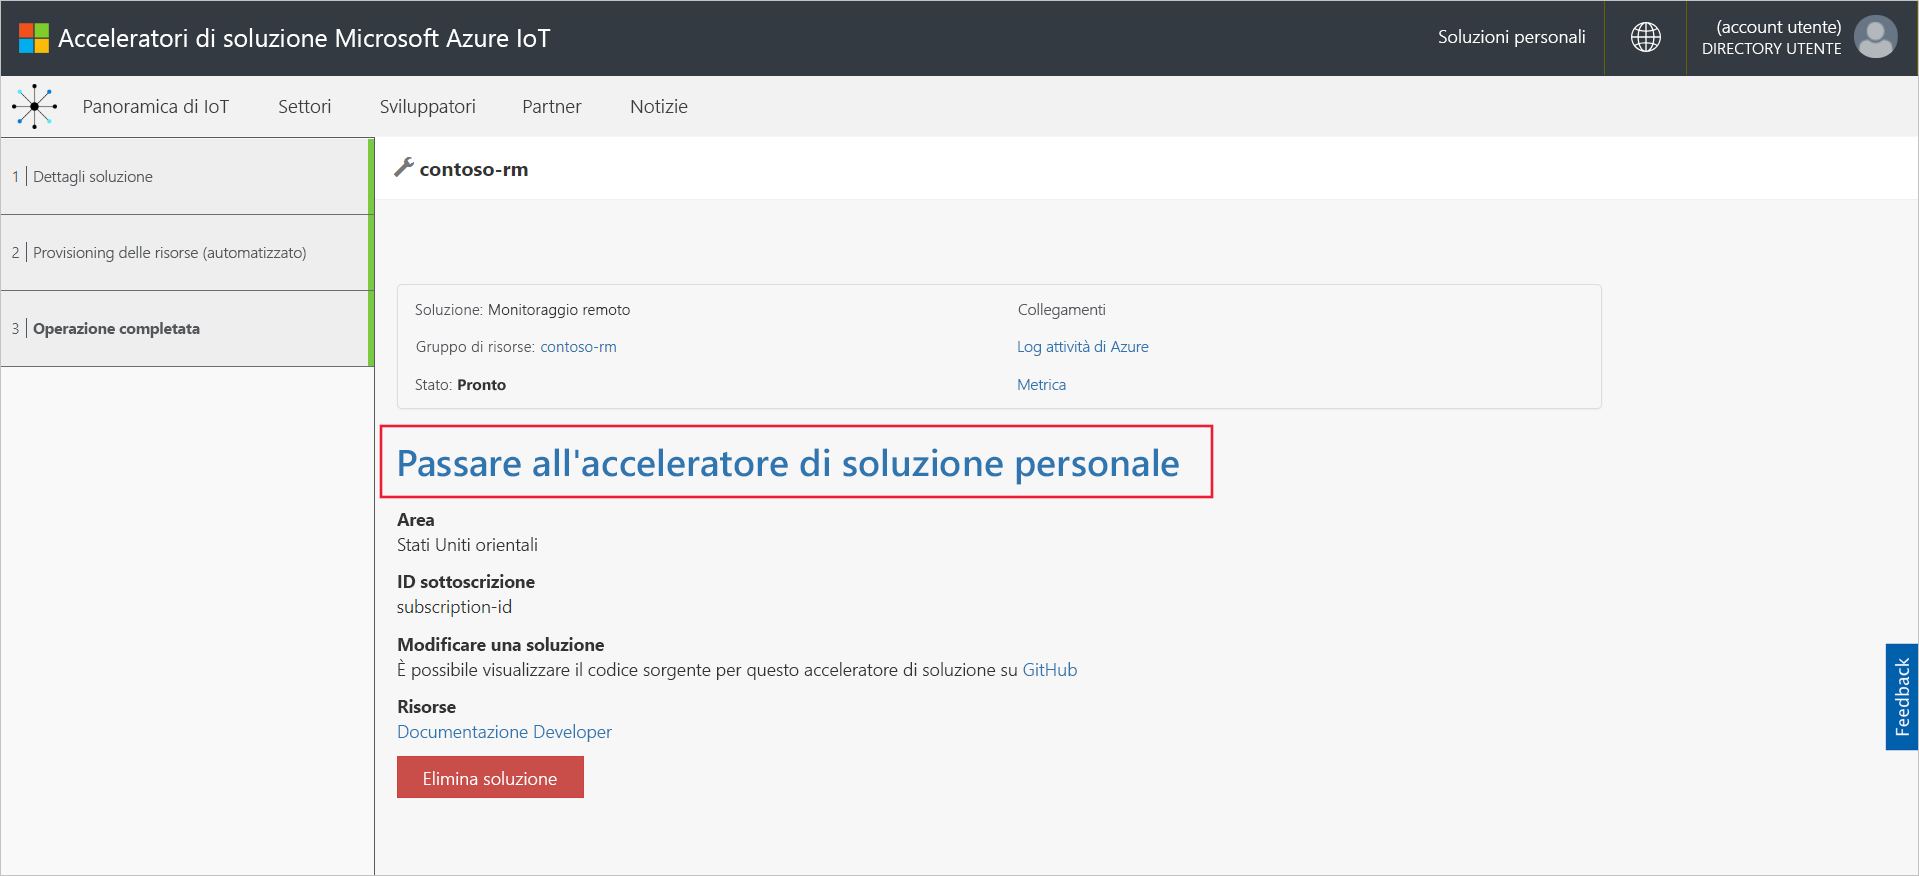 Acceleratori di soluzione Microsoft Azure IoT
Soluzioni personali
(account utente)
DIRECTORY UTENTE
Panoramica di IoT
Settori
Sviluppatori
Partner
Notizie
1 Dettagli soluzione
2 Provisioning delle risorse (automatizzato)
3 Operazione completata
contoso-rm
Soluzione: Monitoraggio remoto
Gruppo di risorse: contoso-rm
Stato: Pronto
Collegamenti
Log attività di Azure
Metrica
Passare all'acceleratore di soluzione personale
Area
Stati Uniti orientali
ID sottoscrizione
subscription-id
Modificare una soluzione
È possibile visualizzare il codice sorgente per questo acceleratore di soluzione su GitHub
Risorse
Documentazione Developer
Elimina soluzione
Feedback